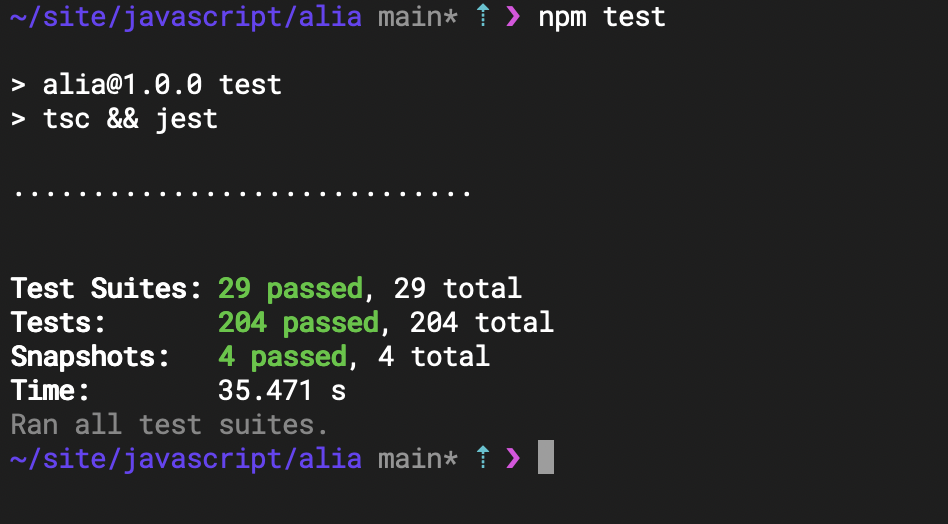 ~/site/javascript/alia main* ⇡ ❯ npm test
> alia@1.0.0 test
> tsc && jest
.............................
Test Suites: 29 passed, 29 total
Tests: 204 passed, 204 total
Snapshots: 4 passed, 4 total
Time: 35.471 s
Ran all test suites.
~/site/javascript/alia main* ⇡ ❯